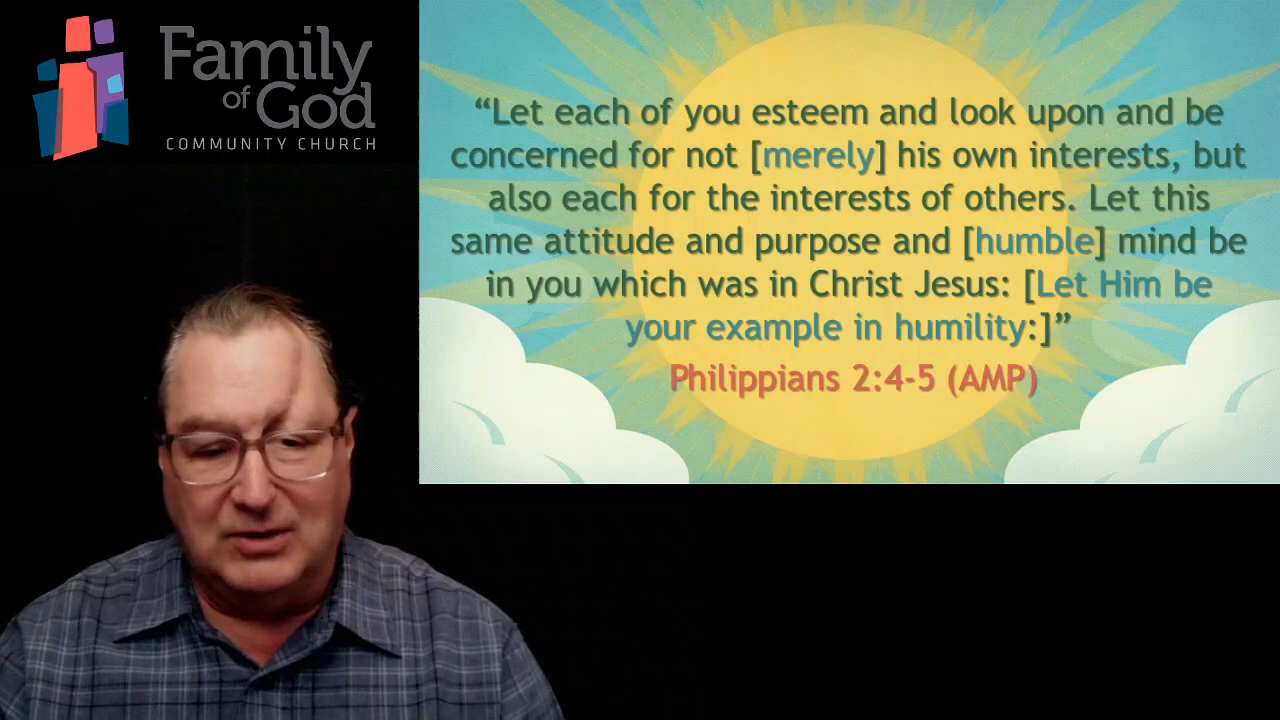 Family
of God
COMMUNITY CHURCH
“Let each of you esteem and look upon and be
concerned for not [merely] his own interests, but
also each for the interests of others. Let this
same attitude and purpose and [humble] mind be
in you which was in Christ Jesus: [Let Him be
your example in humility:]”
Philippians 2:4-5 (AMP)